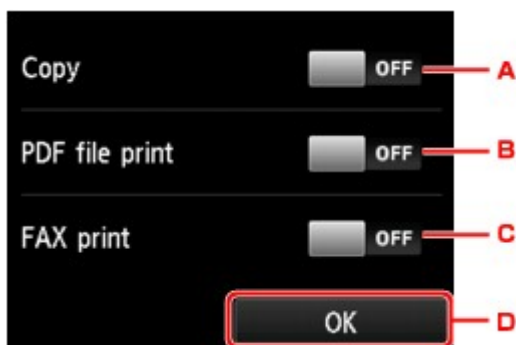 Copy OFF A
PDF file print OFF B
FAX print OFF C
OK D